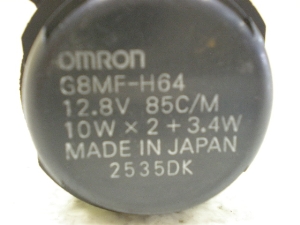 OMRON
G8MF-H64
12.8V 85C/M
10W × 2 + 3.4W
MADE IN JAPAN
2535DK